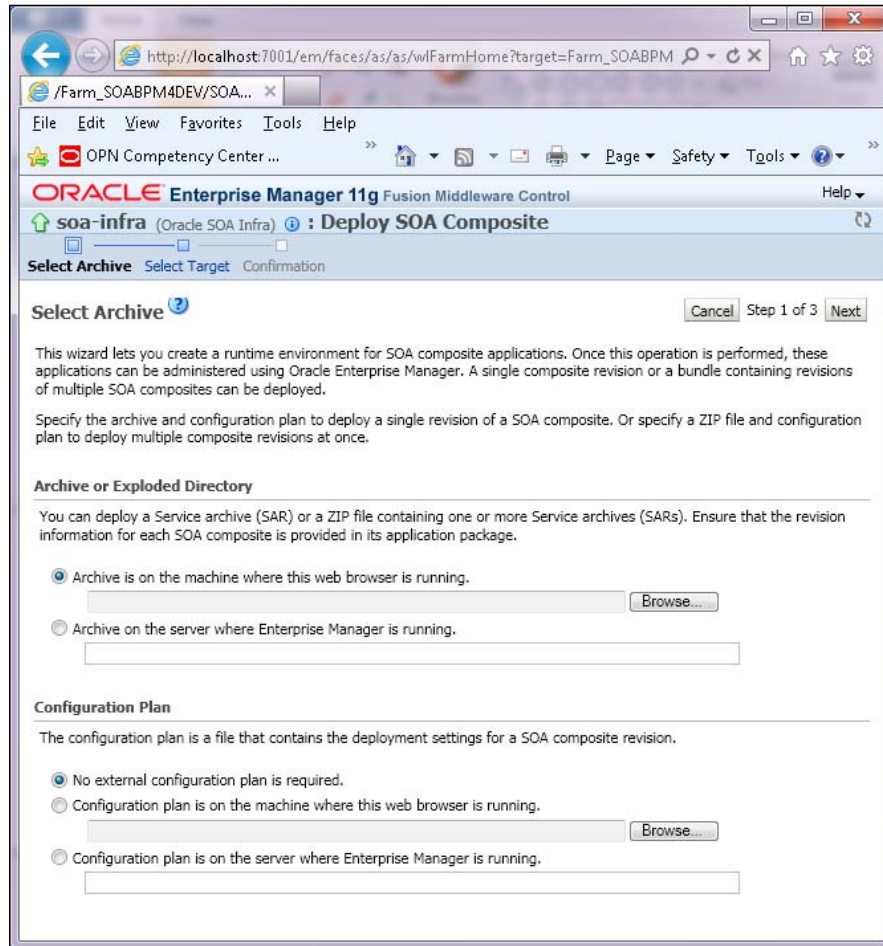 http://localhost:7001/em/faces/as/as/wlFarmHome?target=Farm_SOABPM
/Farm_SOABPM4DEV/SOA...
File Edit View Favorites Tools Help
OPN Competency Center ...
Page Safety Tools
ORACLE Enterprise Manager 11g Fusion Middleware Control
Help
soa-infra (Oracle SOA Infra) : Deploy SOA Composite
Select Archive Select Target Confirmation
Select Archive
Cancel Step 1 of 3 Next
This wizard lets you create a runtime environment for SOA composite applications. Once this operation is performed, these
applications can be administered using Oracle Enterprise Manager. A single composite revision or a bundle containing revisions
of multiple SOA composites can be deployed.
Specify the archive and configuration plan to deploy a single revision of a SOA composite. Or specify a ZIP file and configuration
plan to deploy multiple composite revisions at once.
Archive or Exploded Directory
You can deploy a Service archive (SAR) or a ZIP file containing one or more Service archives (SARs). Ensure that the revision
information for each SOA composite is provided in its application package.
Archive is on the machine where this web browser is running.
Browse...
Archive on the server where Enterprise Manager is running.
Configuration Plan
The configuration plan is a file that contains the deployment settings for a SOA composite revision.
No external configuration plan is required.
Configuration plan is on the machine where this web browser is running.
Browse...
Configuration plan is on the server where Enterprise Manager is running.